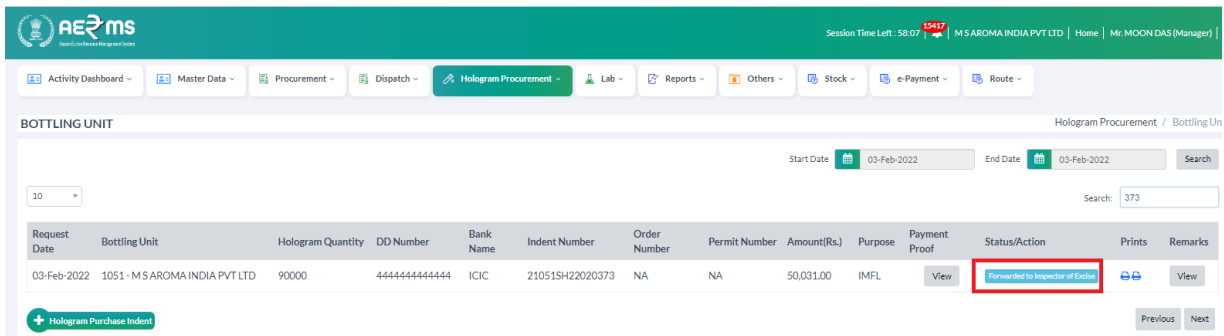 AE₹MS
Session Time Left : 58:07 15417 M S AROMA INDIA PVT LTD | Home | Mr. MOON DAS (Manager) |
Activity Dashboard Master Data Procurement Dispatch Hologram Procurement Lab Reports Others Stock e-Payment Route
BOTTLING UNIT
Hologram Procurement / Bottling Un
Start Date 03-Feb-2022 End Date 03-Feb-2022 Search
10 Search: 373
Request Date Bottling Unit Hologram Quantity DD Number Bank Name Indent Number Order Number Permit Number Amount(Rs.) Purpose Payment Proof Status/Action Prints Remarks
03-Feb-2022 1051 - M S AROMA INDIA PVT LTD 90000 4444444444444 ICIC 21051SH22020373 NA NA 50,031.00 IMFL View Forwarded to Inspector of Excise View
Hologram Purchase Indent Previous Next